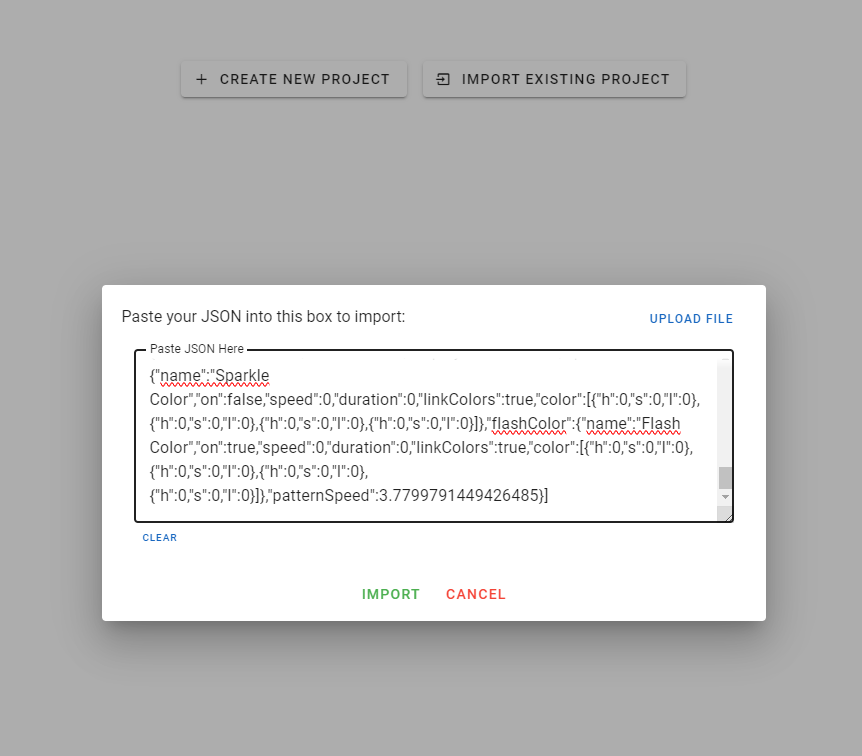 CREATE NEW PROJECT
IMPORT EXISTING PROJECT
Paste your JSON into this box to import:
UPLOAD FILE
Paste JSON Here
{"name":"Sparkle
Color","on":false,"speed":0,"duration":0,"linkColors":true,"color":[{"h":0,"s":0,"l":0},
{"h":0,"s":0,"l":0},{"h":0,"s":0,"l":0},{"h":0,"s":0,"l":0}]},"flashColor":{"name":"Flash
Color","on":true,"speed":0,"duration":0,"linkColors":true,"color":[{"h":0,"s":0,"l":0},
{"h":0,"s":0,"l":0},{"h":0,"s":0,"l":0},
{"h":0,"s":0,"l":0}]},"patternSpeed":3.7799791449426485}]
CLEAR
IMPORT
CANCEL